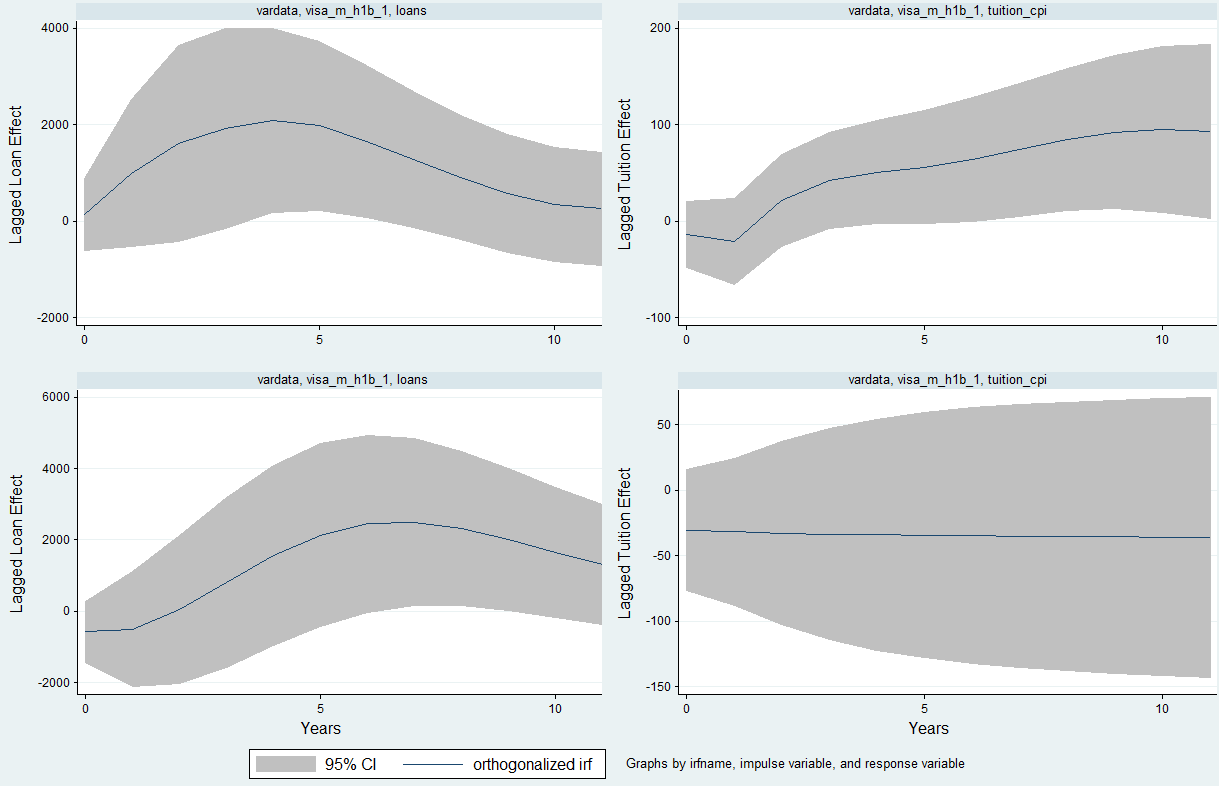 vardata, visa_m_h1b_1, loans
4000
2000
0
-2000
Lagged Loan Effect
0 5 10
vardata, visa_m_h1b_1, tuition_cpi
200
100
0
-100
Lagged Tuition Effect
0 5 10
vardata, visa_m_h1b_1, loans
6000
4000
2000
0
-2000
Lagged Loan Effect
0 5 10
Years
vardata, visa_m_h1b_1, tuition_cpi
50
0
-50
-100
-150
Lagged Tuition Effect
0 5 10
Years
95% CI orthogonalized irf
Graphs by irfname, impulse variable, and response variable